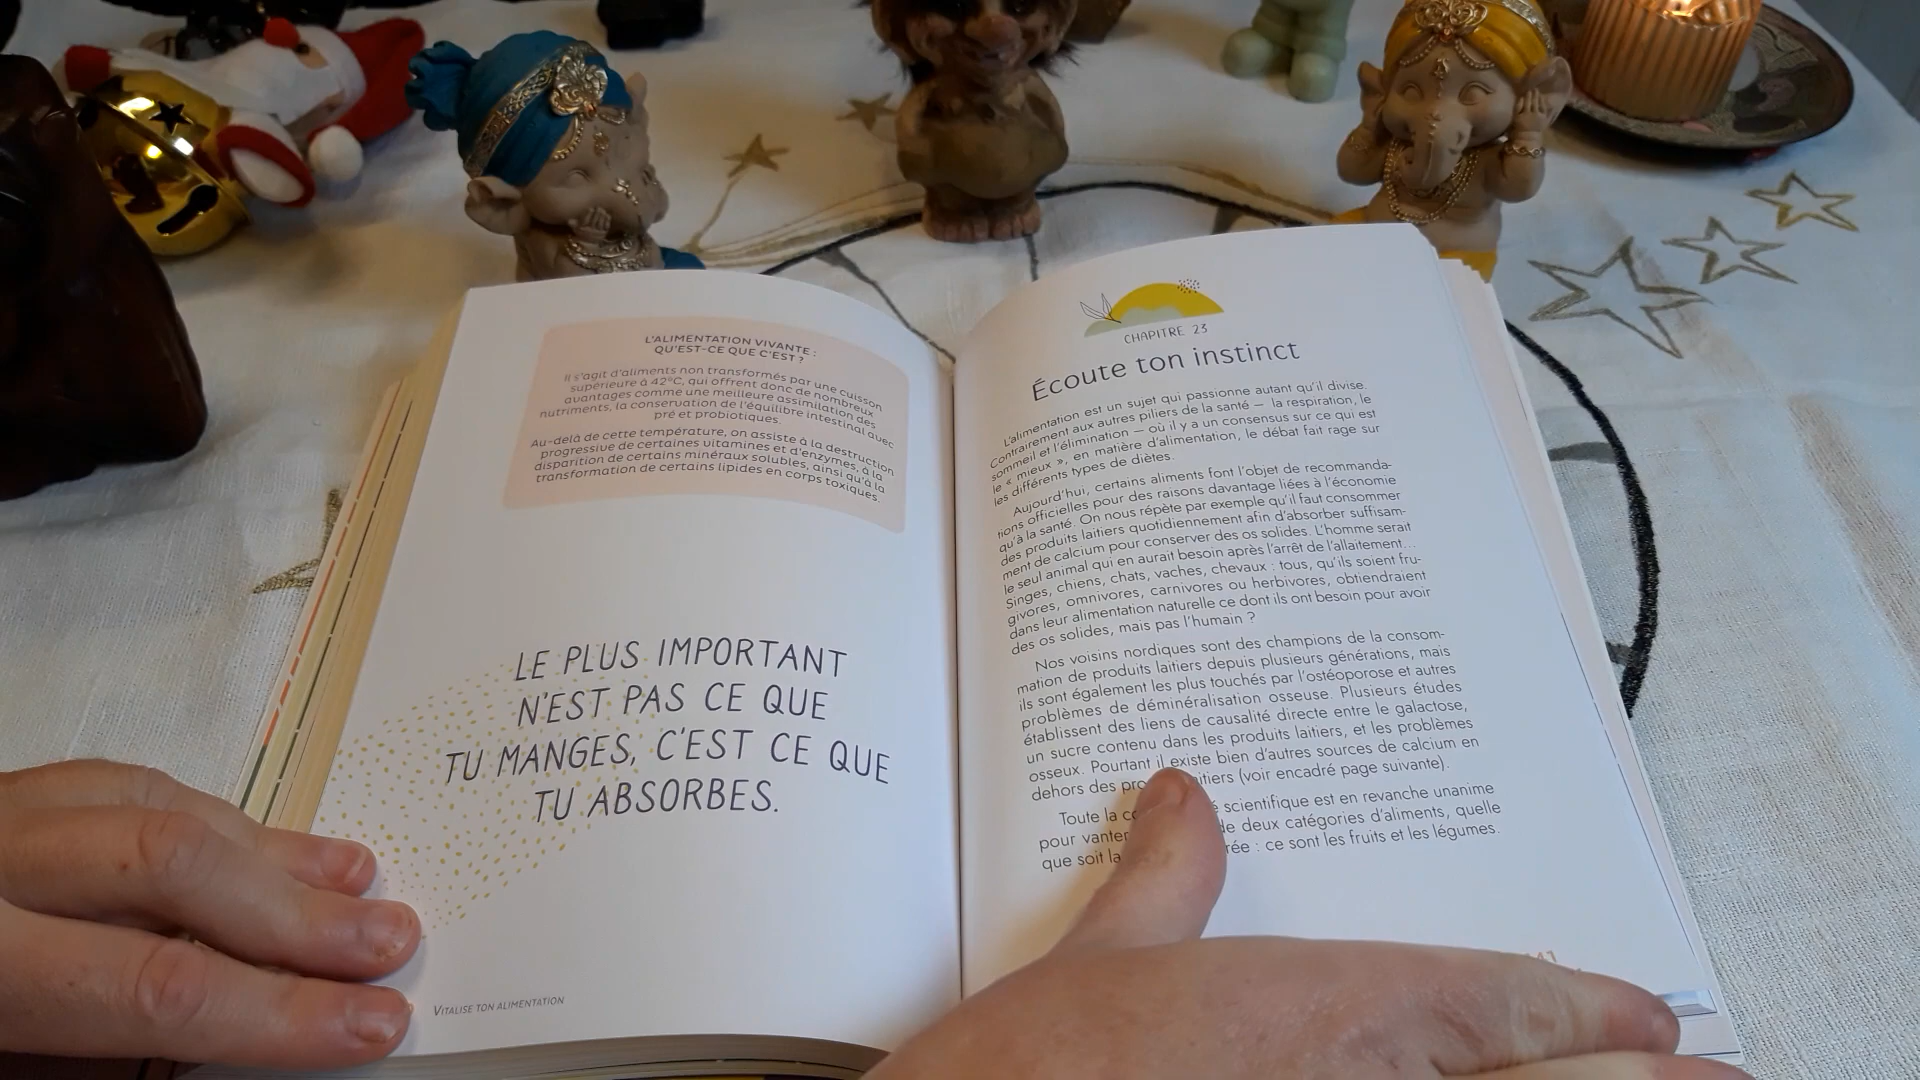 L'ALIMENTATION VIVANTE :
QU'EST-CE QUE C'EST ?
Il s'agit d'aliments non transformés par une cuisson
supérieure à 42°C, qui offrent donc de nombreux
avantages comme une meilleure assimilation des
nutriments, la conservation de l'équilibre intestinal avec
pré et probiotiques.
Au-delà de cette température, on assiste à la destruction
progressive de certaines vitamines et d'enzymes, à la
disparition de certains minéraux solubles, ainsi qu'à la
transformation de certains lipides en corps toxiques.
LE PLUS IMPORTANT
N'EST PAS CE QUE
TU MANGES, C'EST CE QUE
TU ABSORBES.
VITALISE TON ALIMENTATION
CHAPITRE 23
Écoute ton instinct
L'alimentation est un sujet qui passionne autant qu'il divise.
Contrairement aux autres piliers de la santé — la respiration, le
sommeil et l'élimination — où il y a un consensus sur ce qui est
le « mieux », en matière d'alimentation, le débat fait rage sur
les différents types de diètes.
Aujourd'hui, certains aliments font l'objet de recommanda-
tions officielles pour des raisons davantage liées à l'économie
qu'à la santé. On nous répète par exemple qu'il faut consommer
des produits laitiers quotidiennement afin d'absorber suffisam-
ment de calcium pour conserver des os solides. L'homme serait
le seul animal qui en aurait besoin après l'arrêt de l'allaitement...
Singes, chiens, chats, vaches, chevaux : tous, qu'ils soient fru-
givores, omnivores, carnivores ou herbivores, obtiendraient
dans leur alimentation naturelle ce dont ils ont besoin pour avoir
des os solides, mais pas l'humain ?
Nos voisins nordiques sont des champions de la consom-
mation de produits laitiers depuis plusieurs générations, mais
ils sont également les plus touchés par l'ostéoporose et autres
problèmes de déminéralisation osseuse. Plusieurs études
établissent des liens de causalité directe entre le galactose,
un sucre contenu dans les produits laitiers, et les problèmes
osseux. Pourtant il existe bien d'autres sources de calcium en
dehors des pro itiers (voir encadré page suivante).
Toute la co é scientifique est en revanche unanime
pour vanter de deux catégories d'aliments, quelle
que soit la rée : ce sont les fruits et les légumes.